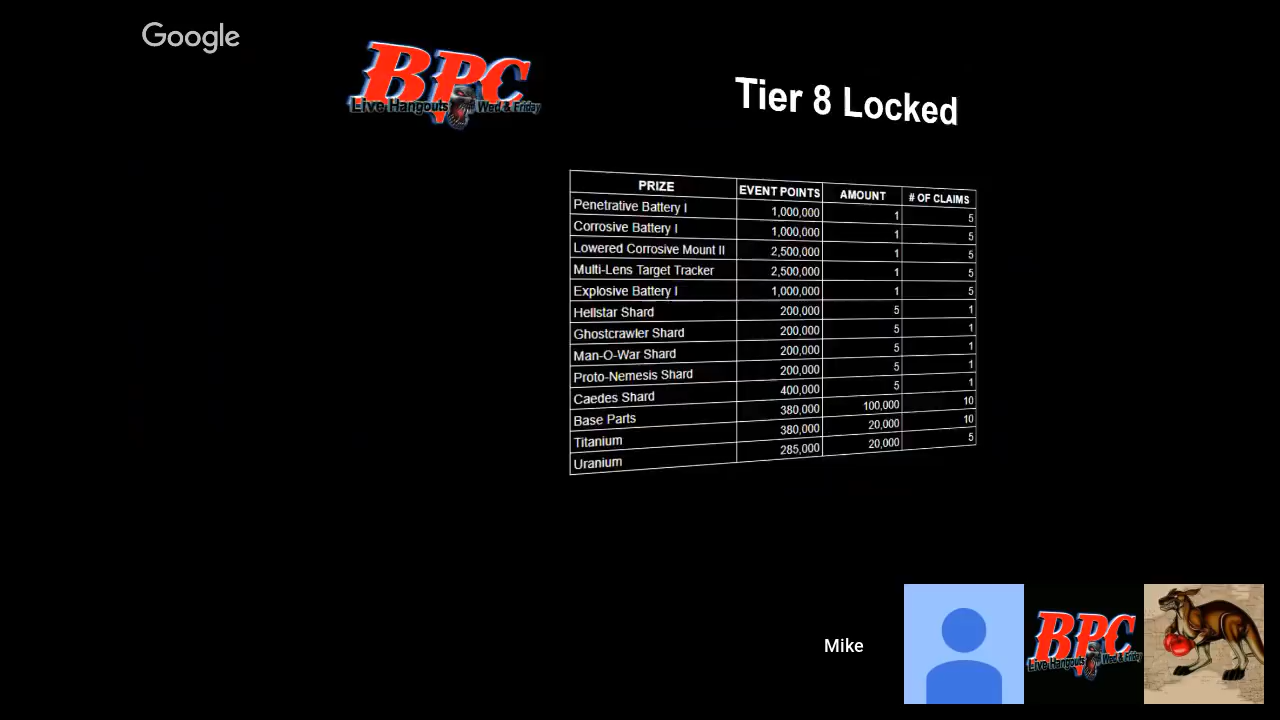 Google
BPC
Live Hangouts Wed & Friday
Tier 8 Locked
PRIZE EVENT POINTS AMOUNT # OF CLAIMS
Penetrative Battery I 1,000,000 1 5
Corrosive Battery I 1,000,000 1 5
Lowered Corrosive Mount II 2,500,000 1 5
Multi-Lens Target Tracker 2,500,000 1 5
Explosive Battery I 1,000,000 1 5
Hellstar Shard 200,000 5 1
Ghostcrawler Shard 200,000 5 1
Man-O-War Shard 200,000 5 1
Proto-Nemesis Shard 200,000 5 1
Caedes Shard 400,000 5 1
Base Parts 380,000 100,000 10
Titanium 380,000 20,000 10
Uranium 285,000 20,000 5
Mike
BPC
Live Hangouts Wed & Friday